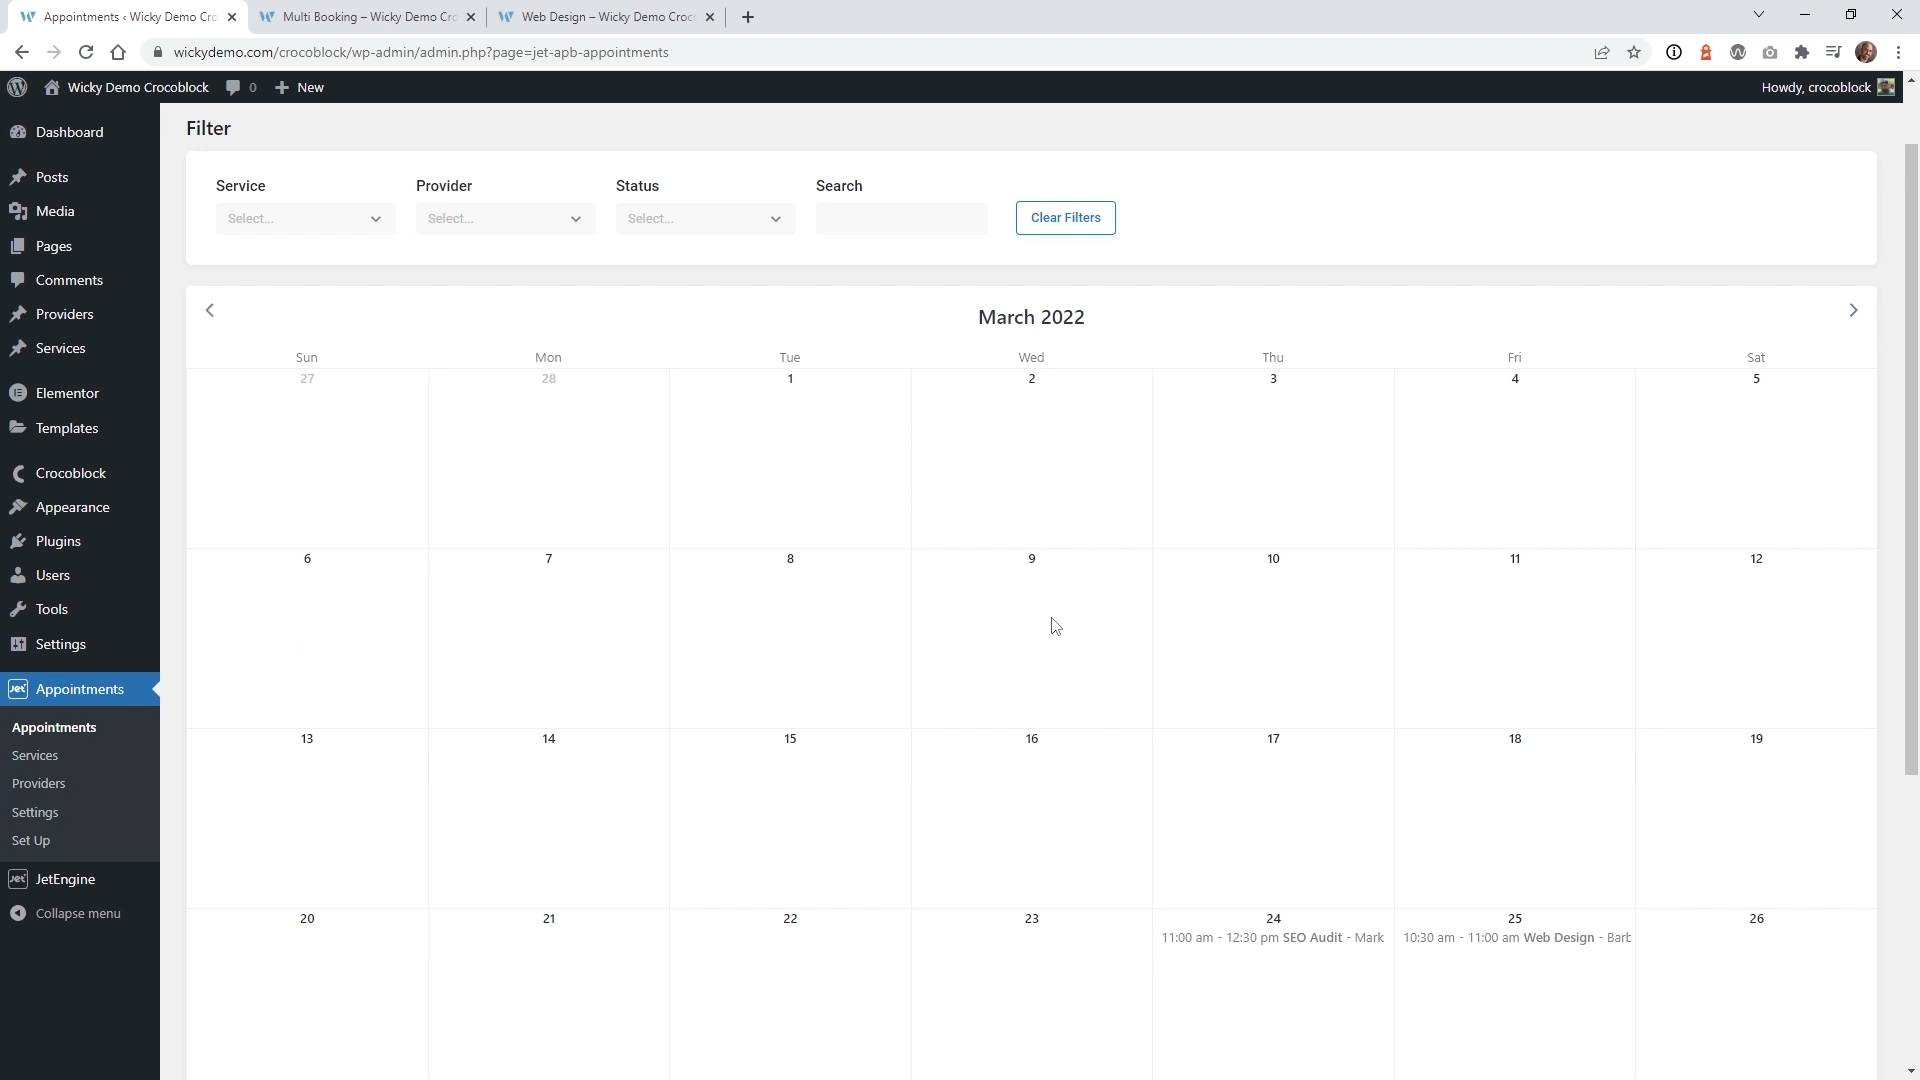 Appointments ‹ Wicky Demo Cro
Multi Booking – Wicky Demo Cro
Web Design – Wicky Demo Croc
wickydemo.com/crocoblock/wp-admin/admin.php?page=jet-apb-appointments
Wicky Demo Crocoblock
0
New
Howdy, crocoblock
Dashboard
Posts
Media
Pages
Comments
Providers
Services
Elementor
Templates
Crocoblock
Appearance
Plugins
Users
Tools
Settings
Jet Appointments
Appointments
Services
Providers
Settings
Set Up
Jet JetEngine
Collapse menu
Filter
Service
Provider
Status
Search
Select...
Select...
Select...
Clear Filters
March 2022
Sun Mon Tue Wed Thu Fri Sat
27 28 1 2 3 4 5
6 7 8 9 10 11 12
13 14 15 16 17 18 19
20 21 22 23 24 25 26
11:00 am - 12:30 pm SEO Audit - Mark
10:30 am - 11:00 am Web Design - Barb